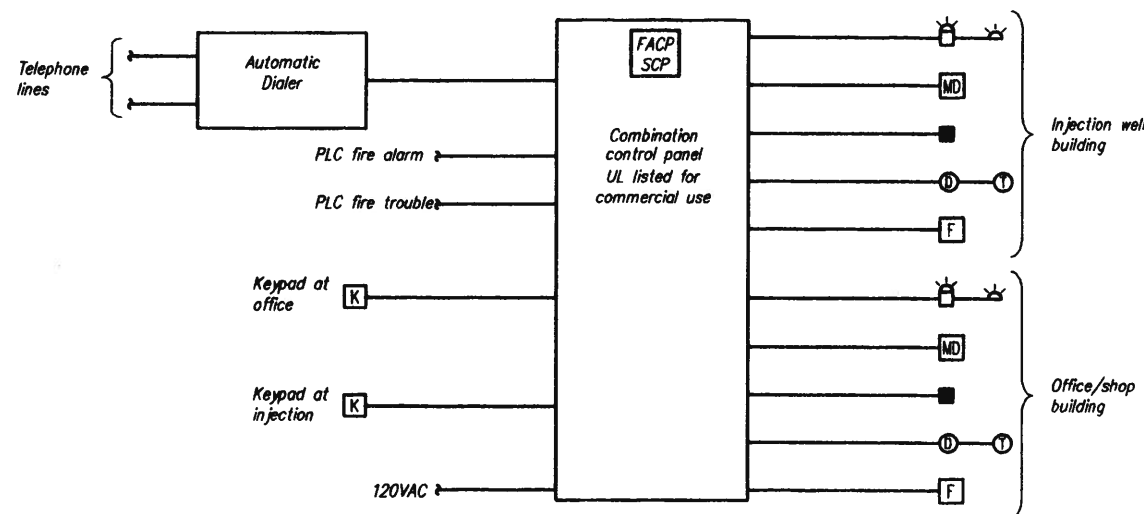 Telephone
lines
Automatic
Dialer
FACP
SCP
Combination
control panel
UL listed for
commercial use
PLC fire alarm
PLC fire trouble
Keypad at
office
K
Keypad at
injection
K
120VAC
MD
D
T
F
Injection well
building
MD
D
T
F
Office/shop
building